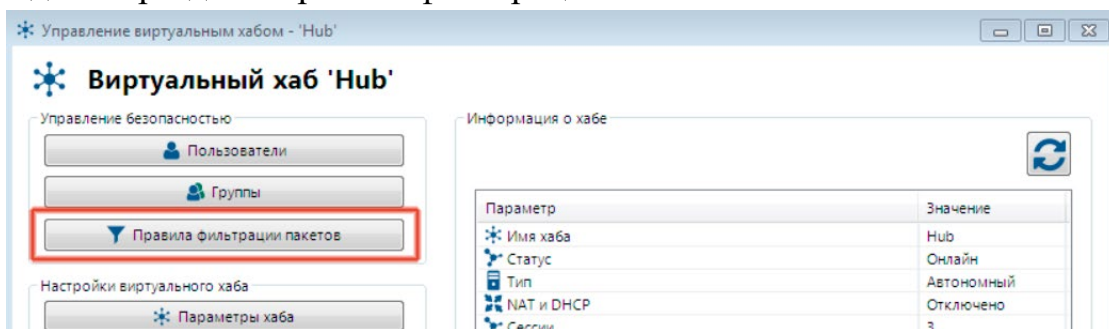 Управление виртуальным хабом - 'Hub'
Виртуальный хаб 'Hub'
Управление безопасностью
Пользователи
Группы
Правила фильтрации пакетов
Настройки виртуального хаба
Параметры хаба
Информация о хабе
Параметр Значение
Имя хаба Hub
Статус Онлайн
Тип Автономный
NAT и DHCP Отключено
Сессии 3